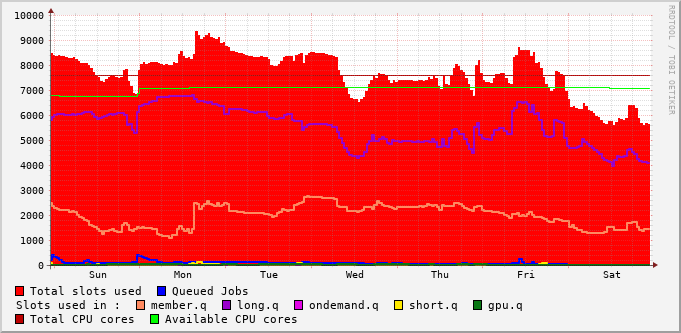 10000
9000
8000
7000
6000
5000
4000
3000
2000
1000
0
Sun Mon Tue Wed Thu Fri Sat
RRDTOOL / TOBI OETIKER
Total slots used Queued Jobs
Slots used in : member.q long.q ondemand.q short.q gpu.q
Total CPU cores Available CPU cores